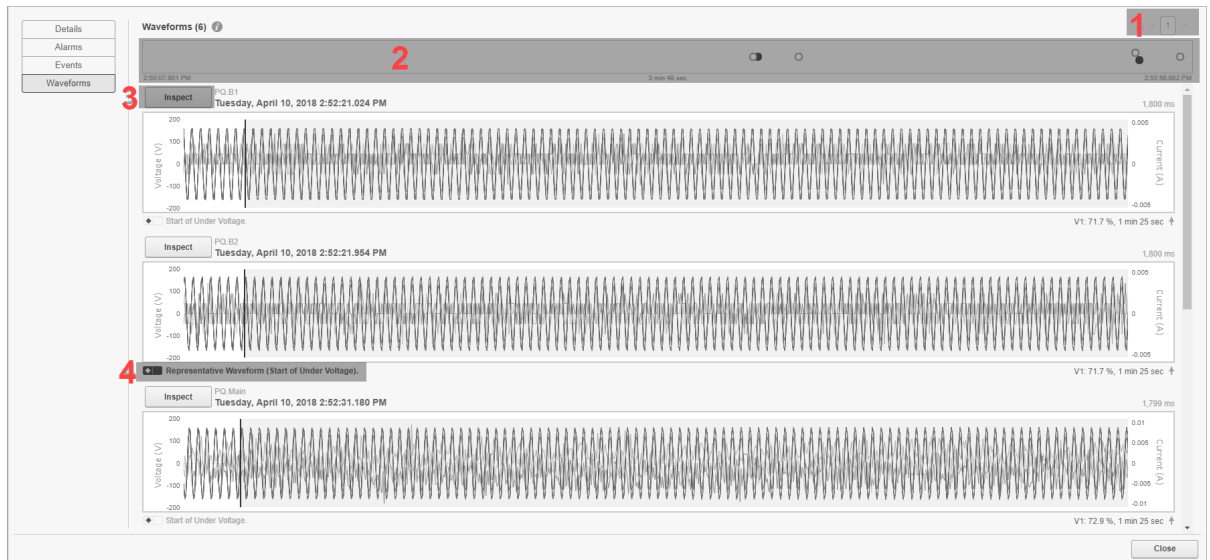 Details
Alarms
Events
Waveforms
Waveforms (6) i
1
1
2
2:50:07.601 PM
3 min 49 sec
2:53:56.682 PM
3
Inspect
PQ.B1
Tuesday, April 10, 2018 2:52:21.024 PM
1,800 ms
200
100
0
-100
-200
Voltage (V)
0.005
0
-0.005
Current (A)
Start of Under Voltage.
V1: 71.7 %, 1 min 25 sec
Inspect
PQ.B2
Tuesday, April 10, 2018 2:52:21.954 PM
1,800 ms
200
100
0
-100
-200
Voltage (V)
0.005
0
-0.005
Current (A)
4
Representative Waveform (Start of Under Voltage).
V1: 71.7 %, 1 min 25 sec
Inspect
PQ.Main
Tuesday, April 10, 2018 2:52:31.180 PM
1,799 ms
200
100
0
-100
-200
Voltage (V)
0.01
0.005
0
-0.005
-0.01
Current (A)
Start of Under Voltage.
V1: 72.9 %, 1 min 25 sec
Close